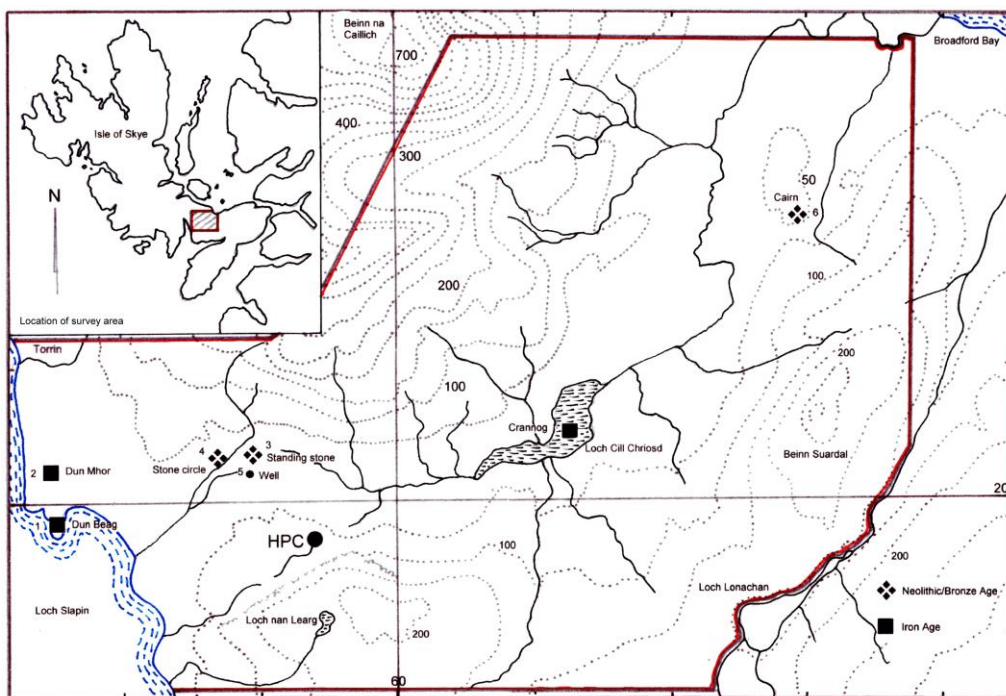 Beinn na
Caillich
Broadford Bay
700
400
300
Isle of Skye
N
50
Cairn
6
100
200
Location of survey area
Torrin
200
100
Crannog
Loch Cill Chriosd
Beinn Suardal
4
3
Stone circle
Standing stone
2
Dun Mhor
5
Well
20
1
Dun Beag
HPC
100
200
Loch Slapin
Loch nan Learg
200
Loch Lonachan
Neolithic/Bronze Age
Iron Age
60